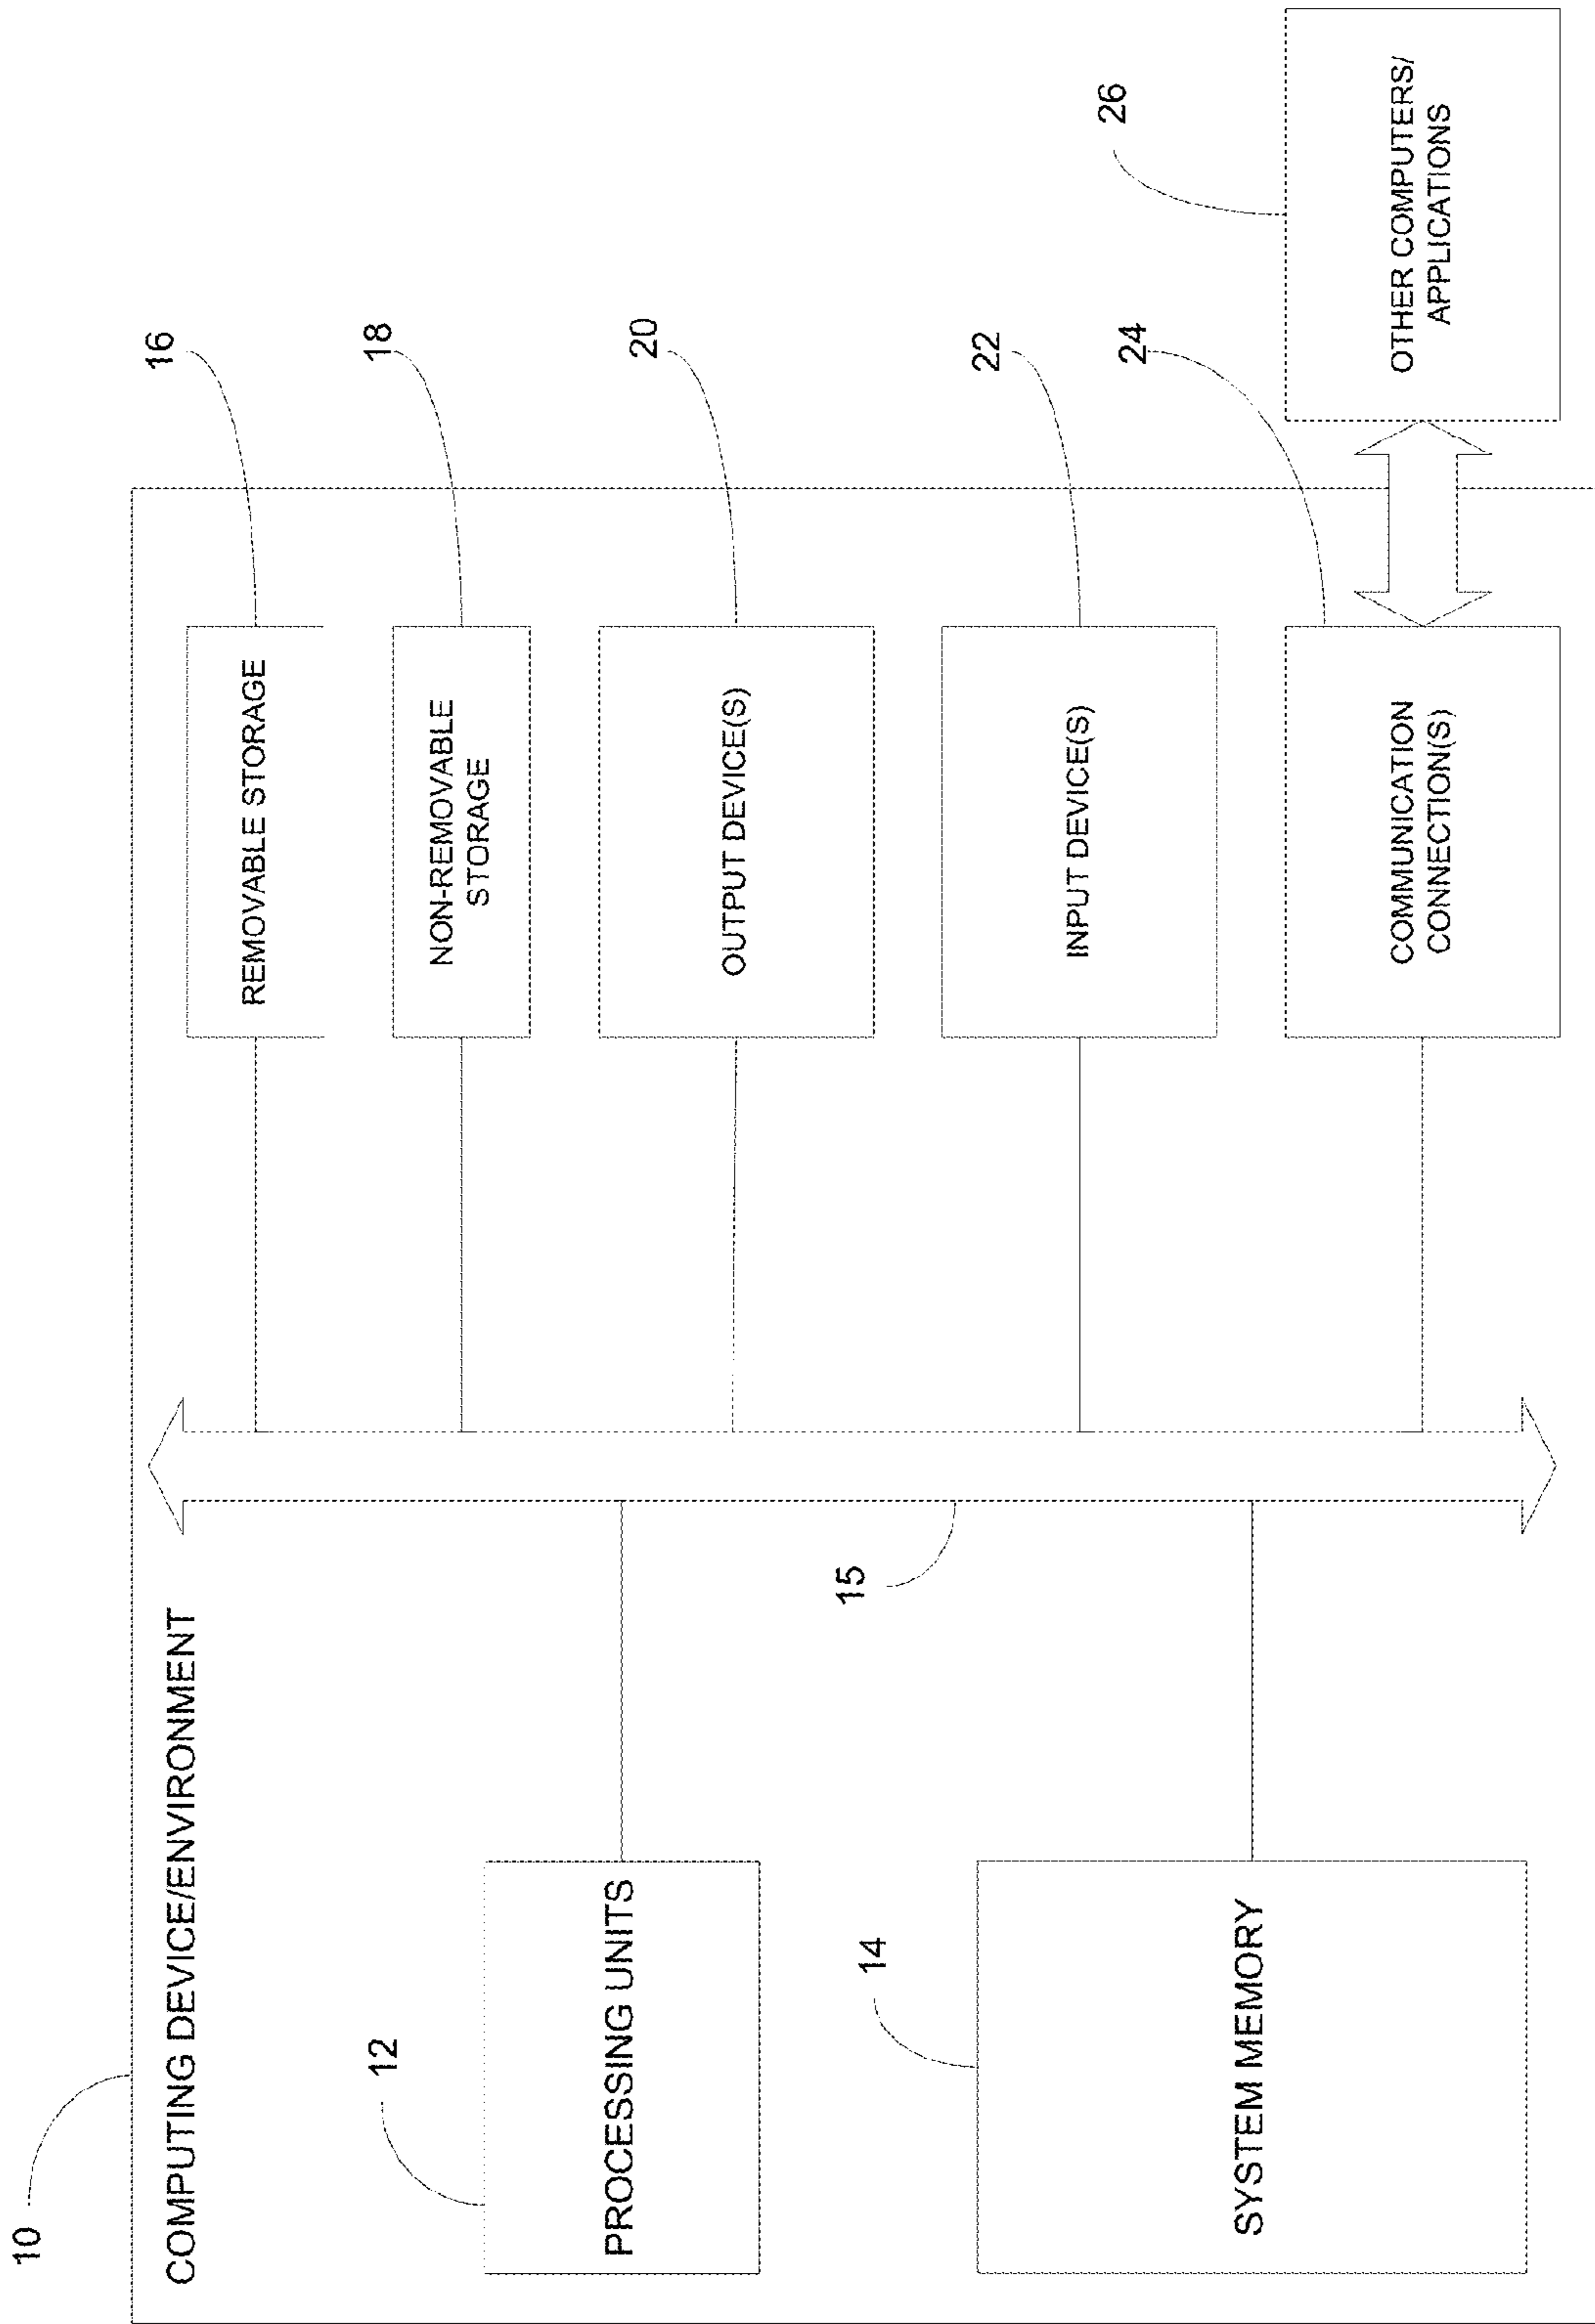 10
COMPUTING DEVICE/ENVIRONMENT
12
PROCESSING UNITS
14
SYSTEM MEMORY
15
16
REMOVABLE STORAGE
18
NON-REMOVABLE
STORAGE
20
OUTPUT DEVICE(S)
22
INPUT DEVICE(S)
24
COMMUNICATION
CONNECTION(S)
26
OTHER COMPUTERS/
APPLICATIONS